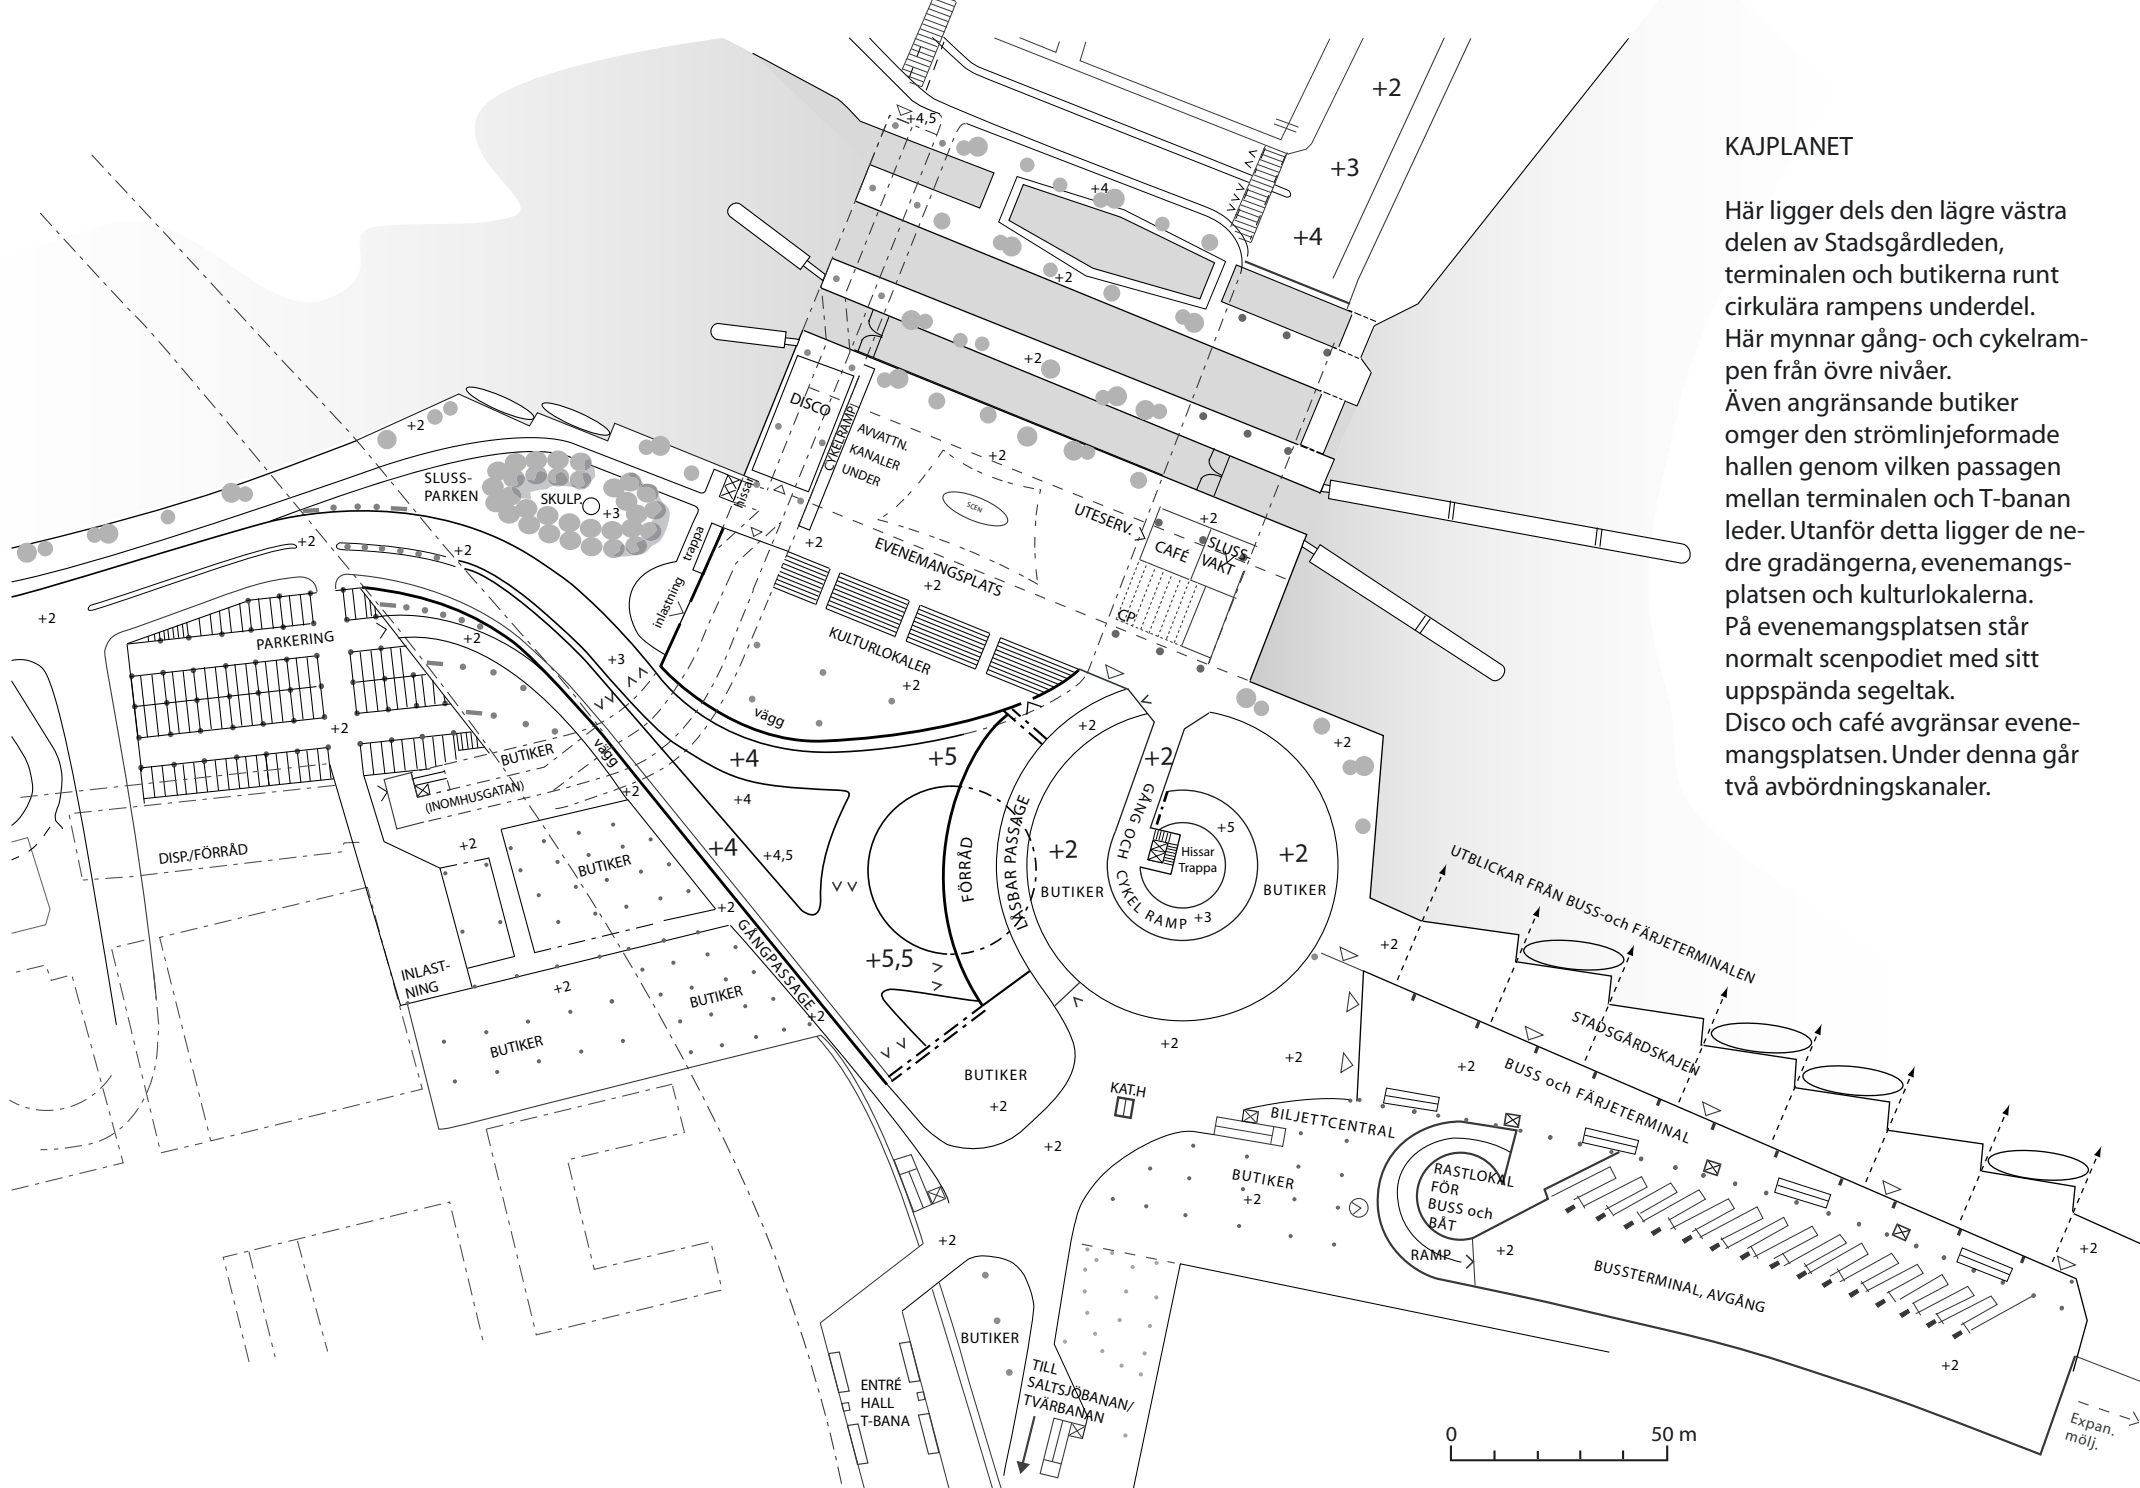 +2
+3
+4
KAJPLANET
Här ligger dels den lägre västra
delen av Stadsgårdleden,
terminalen och butikerna runt
cirkulära rampens underdel.
Här mynnar gång- och cykelram-
pen från övre nivåer.
Även angränsande butiker
omger den strömlinjeformade
hallen genom vilken passagen
mellan terminalen och T-banan
leder. Utanför detta ligger de ne-
dre gradängerna, evenemangs-
platsen och kulturlokalerna.
På evenemangsplatsen står
normalt scenpodiet med sitt
uppspända segeltak.
Disco och café avgränsar evene-
mangsplatsen. Under denna går
två avbördningskanaler.
+4,5
+4
+2
+2
+2
DISCO
CYKELRAMP
AVVATTN.
KANALER
UNDER
+2
SCEN
UTESERV.
+2
CAFÉ
SLUSS
VAKT
CP
EVENEMANGSPLATS
+2
+2
KULTURLOKALER
+2
hissar
trappa
inlastning
SLUSS-
PARKEN
SKULP.
+3
+2
+2
+2
+2
+2
+3
PARKERING
+2
vägg
vägg
BUTIKER
(INOMHUSGATAN)
+2
DISP./FÖRRÅD
+2
BUTIKER
+2
INLAST-
NING
+2
BUTIKER
BUTIKER
GÅNGPASSAGE
+2
+4
+5
+4
+4
+4,5
+5,5
FÖRRÅD
LÅSBAR PASSAGE
+2
+2
BUTIKER
+2
GÅNG OCH CYKEL RAMP
+5
Hissar
Trappa
+3
+2
BUTIKER
+2
+2
UTBLICKAR FRÅN BUSS-och FÄRJETERMINALEN
STADSGÅRDSKAJEN
BUSS och FÄRJETERMINAL
+2
+2
+2
BUTIKER
+2
+2
KAT.H
BILJETTCENTRAL
BUTIKER
+2
RASTLOKAL
FÖR
BUSS och
BÅT
RAMP
+2
BUSSTERMINAL, AVGÅNG
+2
+2
+2
BUTIKER
ENTRÉ
HALL
T-BANA
TILL
SALTSJÖBANAN/
TVÄRBANAN
0 50 m
Expan.
mölj.